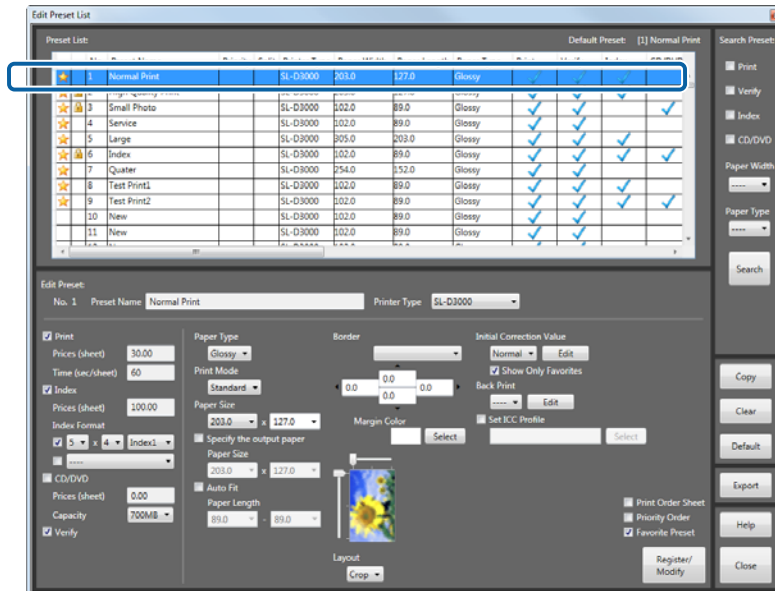 Edit Preset List
Preset List:
Default Preset: [1] Normal Print
1 Normal Print SL-D3000 203.0 127.0 Glossy
3 Small Photo SL-D3000 102.0 89.0 Glossy
4 Service SL-D3000 102.0 89.0 Glossy
5 Large SL-D3000 305.0 203.0 Glossy
6 Index SL-D3000 102.0 89.0 Glossy
7 Quater SL-D3000 254.0 152.0 Glossy
8 Test Print1 SL-D3000 102.0 89.0 Glossy
9 Test Print2 SL-D3000 102.0 89.0 Glossy
10 New SL-D3000 102.0 89.0 Glossy
11 New SL-D3000 102.0 89.0 Glossy
Search Preset:
Print
Verify
Index
CD/DVD
Paper Width
----
Paper Type
----
Search
Edit Preset:
No. 1 Preset Name Normal Print Printer Type SL-D3000
Print
Prices (sheet) 30.00
Time (sec/sheet) 60
Index
Prices (sheet) 100.00
Index Format
5 x 4 Index1
----
CD/DVD
Prices (sheet) 0.00
Capacity 700MB
Verify
Paper Type
Glossy
Print Mode
Standard
Paper Size
203.0 x 127.0
Specify the output paper
Paper Size
203.0 x 127.0
Auto Fit
Paper Length
89.0 - 89.0
Border
0.0
0.0 0.0
0.0
Margin Color
Select
Layout
Crop
Initial Correction Value
Normal Edit
Show Only Favorites
Back Print
---- Edit
Set ICC Profile
Select
Print Order Sheet
Priority Order
Favorite Preset
Register/
Modify
Copy
Clear
Default
Export
Help
Close